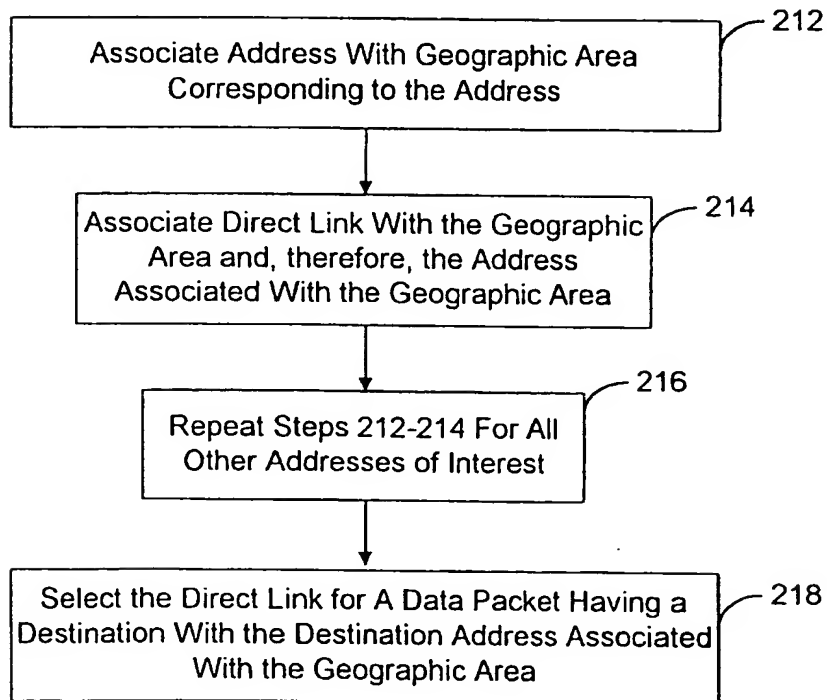 212
Associate Address With Geographic Area
Corresponding to the Address
214
Associate Direct Link With the Geographic
Area and, therefore, the Address
Associated With the Geographic Area
216
Repeat Steps 212-214 For All
Other Addresses of Interest
218
Select the Direct Link for A Data Packet Having a
Destination With the Destination Address Associated
With the Geographic Area